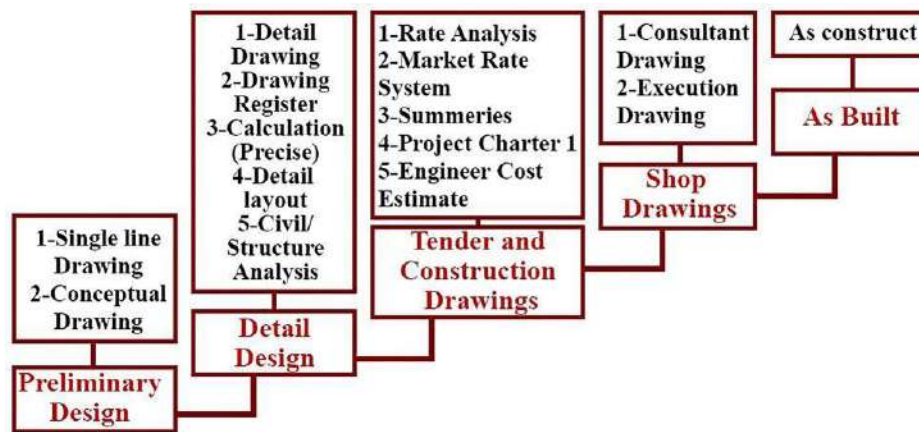 1-Single line
Drawing
2-Conceptual
Drawing
Preliminary
Design
1-Detail
Drawing
2-Drawing
Register
3-Calculation
(Precise)
4-Detail
layout
5-Civil/
Structure
Analysis
Detail
Design
1-Rate Analysis
2-Market Rate
System
3-Summeries
4-Project Charter 1
5-Engineer Cost
Estimate
Tender and
Construction
Drawings
1-Consultant
Drawing
2-Execution
Drawing
Shop
Drawings
As construct
As Built